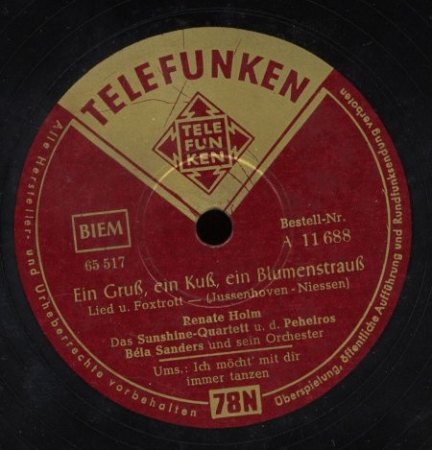 TELEFUNKEN
TELE
FUN
KEN
BIEM
65 517
Bestell-Nr.
A 11 688
Ein Gruß, ein Kuß, ein Blumenstrauß
Lied u. Foxtrott — (Jussenhoven - Niessen)
Renate Holm
Das Sunshine-Quartett u. d. Peheiros
Béla Sanders und sein Orchester
Ums.: Ich möcht' mit dir
immer tanzen
78N
Alle Hersteller- und Urheberrechte vorbehalten
Überspielung, öffentliche Aufführung und Rundfunksendung verboten